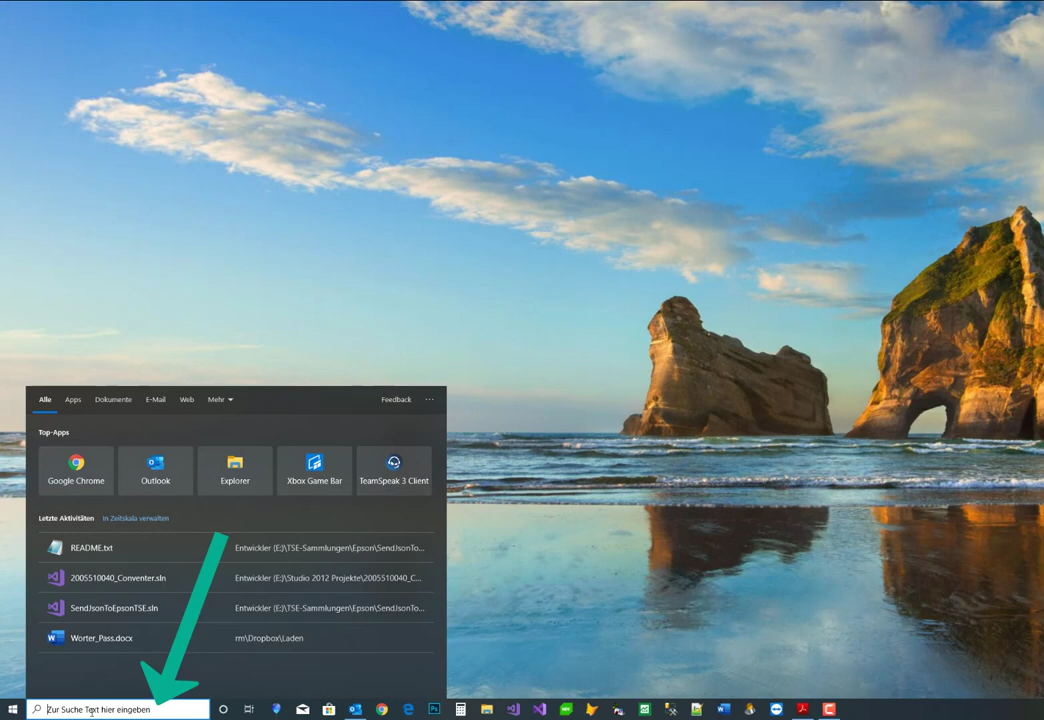 Alle Apps Dokumente E-Mail Web Mehr Feedback ...
Top-Apps
Google Chrome Outlook Explorer Xbox Game Bar TeamSpeak 3 Client
Letzte Aktivitäten In Zeitskala verwalten
README.txt Entwickler (E:)\TSE-Sammlungen\Epson\SendJsonTo...
2005510040_Conventer.sln Entwickler (E:)\Studio 2012 Projekte\2005510040_C...
SendJsonToEpsonTSE.sln Entwickler (E:)\TSE-Sammlungen\Epson\SendJsonTo...
Worter_Pass.docx rm\Dropbox\Laden
Zur Suche Text hier eingeben